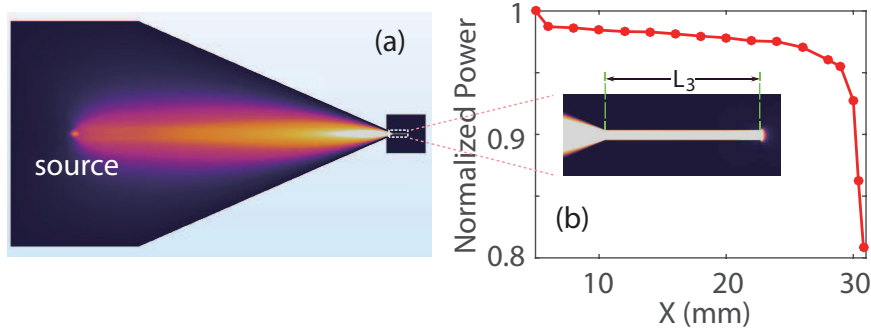 (a)
source
L3
(b)
Normalized Power
1
0.9
0.8
10
20
30
X (mm)